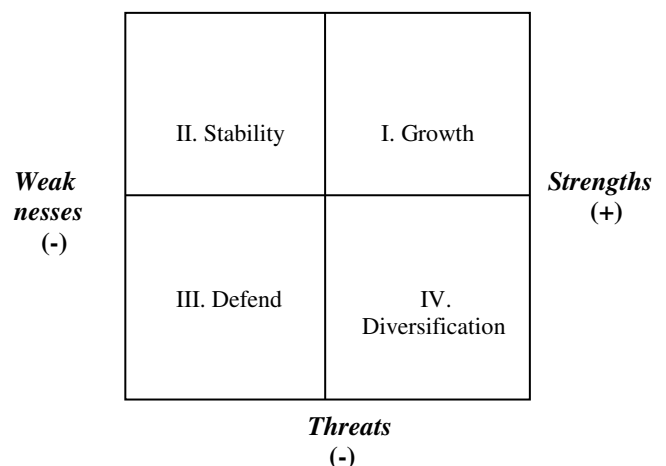 II. Stability
I. Growth
Weak
nesses
(-)
Strengths
(+)
III. Defend
IV.
Diversification
Threats
(-)